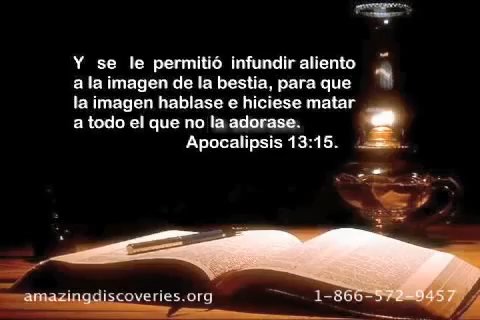 Y se le permitió infundir aliento
a la imagen de la bestia, para que
la imagen hablase e hiciese matar
a todo el que no la adorase.
Apocalipsis 13:15.
amazingdiscoveries.org 1-866-572-9457